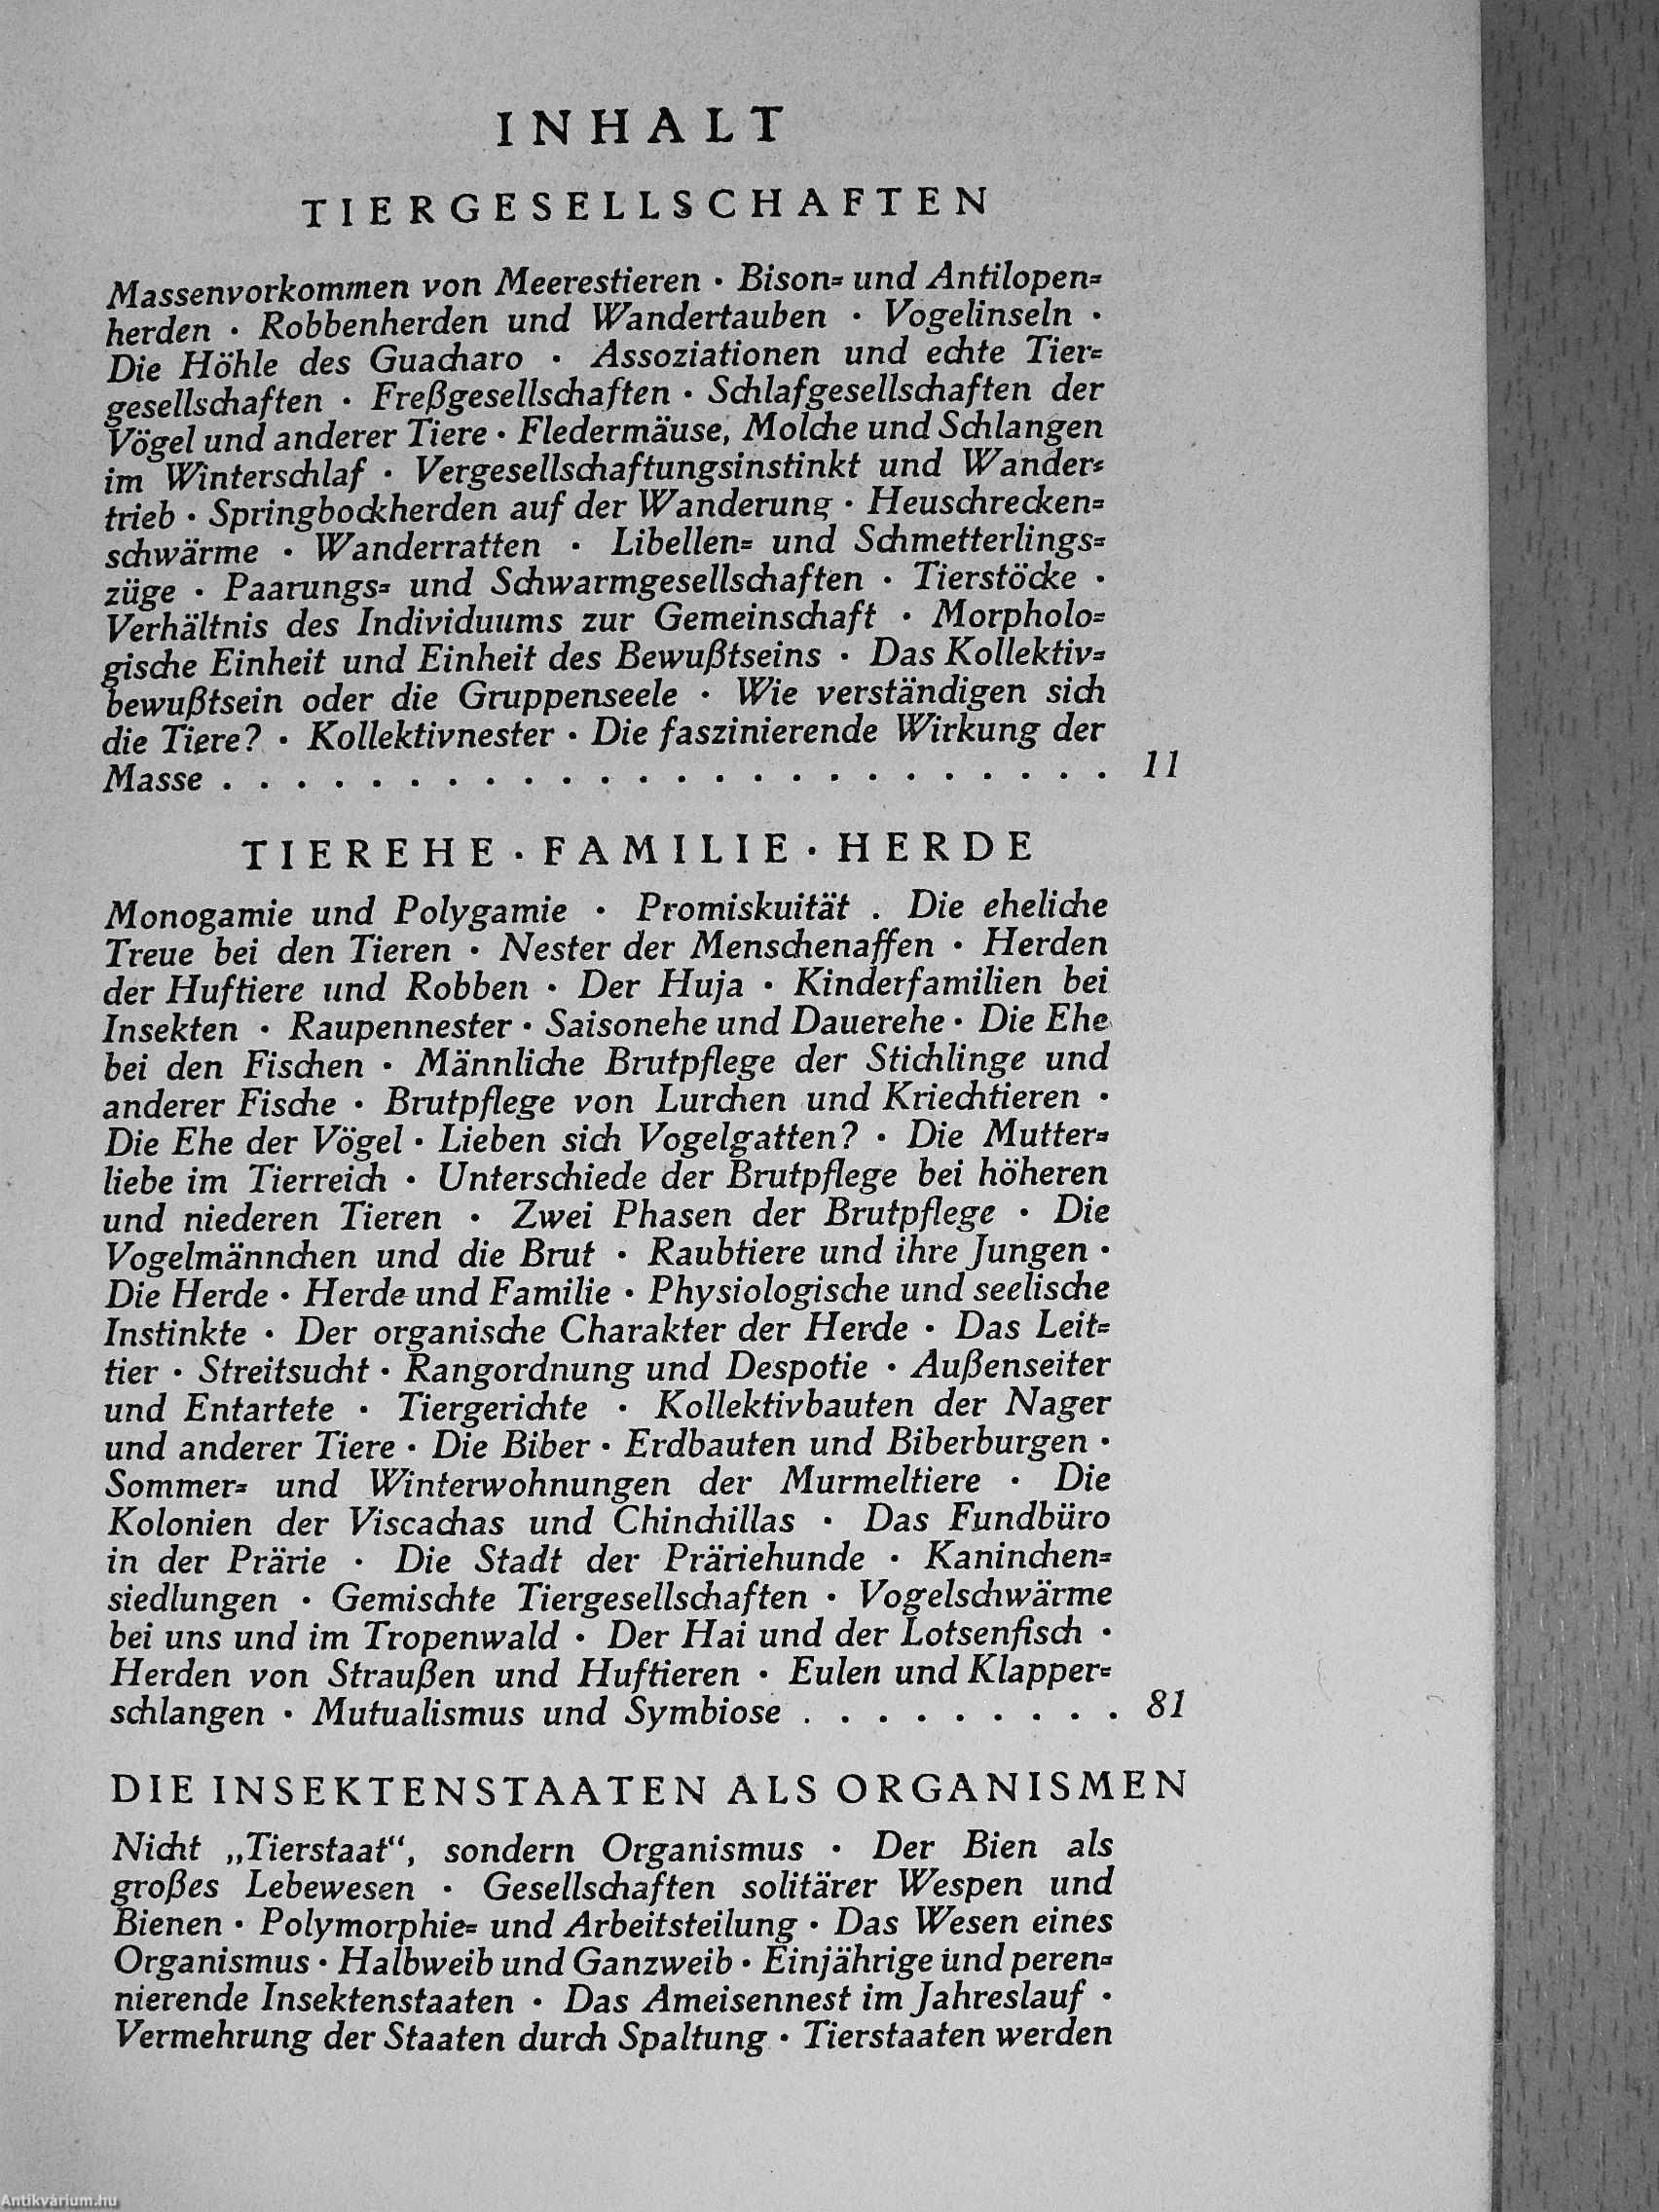 INHALT
TIERGESELLSCHAFTEN
Massenvorkommen von Meerestieren · Bison= und Antilopen=
herden · Robbenherden und Wandertauben · Vogelinseln ·
Die Höhle des Guacharo · Assoziationen und echte Tier=
gesellschaften · Freßgesellschaften · Schlafgesellschaften der
Vögel und anderer Tiere · Fledermäuse, Molche und Schlangen
im Winterschlaf · Vergesellschaftungsinstinkt und Wander=
trieb · Springbockherden auf der Wanderung · Heuschrecken=
schwärme · Wanderratten · Libellen= und Schmetterlings=
züge · Paarungs= und Schwarmgesellschaften · Tierstöcke ·
Verhältnis des Individuums zur Gemeinschaft · Morpholo=
gische Einheit und Einheit des Bewußtseins · Das Kollektiv=
bewußtsein oder die Gruppenseele · Wie verständigen sich
die Tiere? · Kollektivnester · Die faszinierende Wirkung der
Masse . . . . . . . . . . . . . . . . . . . . . . . . . 11
TIEREHE · FAMILIE · HERDE
Monogamie und Polygamie · Promiskuität . Die eheliche
Treue bei den Tieren · Nester der Menschenaffen · Herden
der Huftiere und Robben · Der Huja · Kinderfamilien bei
Insekten · Raupennester · Saisonehe und Dauerehe · Die Ehe
bei den Fischen · Männliche Brutpflege der Stichlinge und
anderer Fische · Brutpflege von Lurchen und Kriechtieren ·
Die Ehe der Vögel · Lieben sich Vogelgatten? · Die Mutter=
liebe im Tierreich · Unterschiede der Brutpflege bei höheren
und niederen Tieren · Zwei Phasen der Brutpflege · Die
Vogelmännchen und die Brut · Raubtiere und ihre Jungen ·
Die Herde · Herde und Familie · Physiologische und seelische
Instinkte · Der organische Charakter der Herde · Das Leit=
tier · Streitsucht · Rangordnung und Despotie · Außenseiter
und Entartete · Tiergerichte · Kollektivbauten der Nager
und anderer Tiere · Die Biber · Erdbauten und Biberburgen ·
Sommer= und Winterwohnungen der Murmeltiere · Die
Kolonien der Viscachas und Chinchillas · Das Fundbüro
in der Prärie · Die Stadt der Präriehunde · Kaninchen=
siedlungen · Gemischte Tiergesellschaften · Vogelschwärme
bei uns und im Tropenwald · Der Hai und der Lotsenfisch ·
Herden von Straußen und Huftieren · Eulen und Klapper=
schlangen · Mutualismus und Symbiose . . . . . . . . . 81
DIE INSEKTENSTAATEN ALS ORGANISMEN
Nicht „Tierstaat“, sondern Organismus · Der Bien als
großes Lebewesen · Gesellschaften solitärer Wespen und
Bienen · Polymorphie= und Arbeitsteilung · Das Wesen eines
Organismus · Halbweib und Ganzweib · Einjährige und peren=
nierende Insektenstaaten · Das Ameisennest im Jahreslauf ·
Vermehrung der Staaten durch Spaltung · Tierstaaten werden
Antikvárium.hu